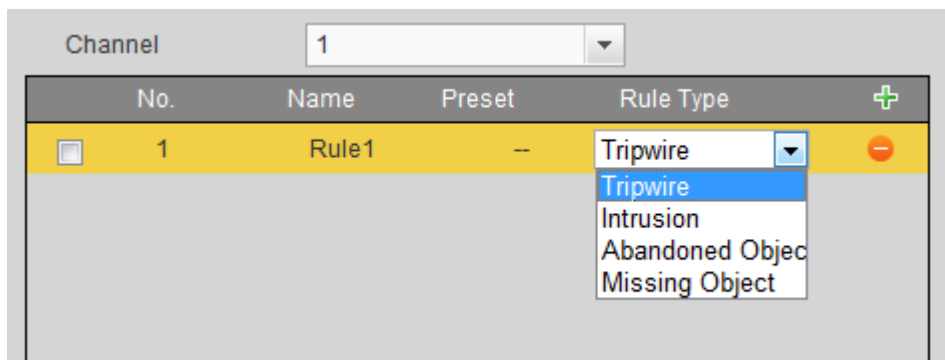 Channel 1
No. Name Preset Rule Type
1 Rule1 -- Tripwire
Tripwire
Intrusion
Abandoned Objec
Missing Object